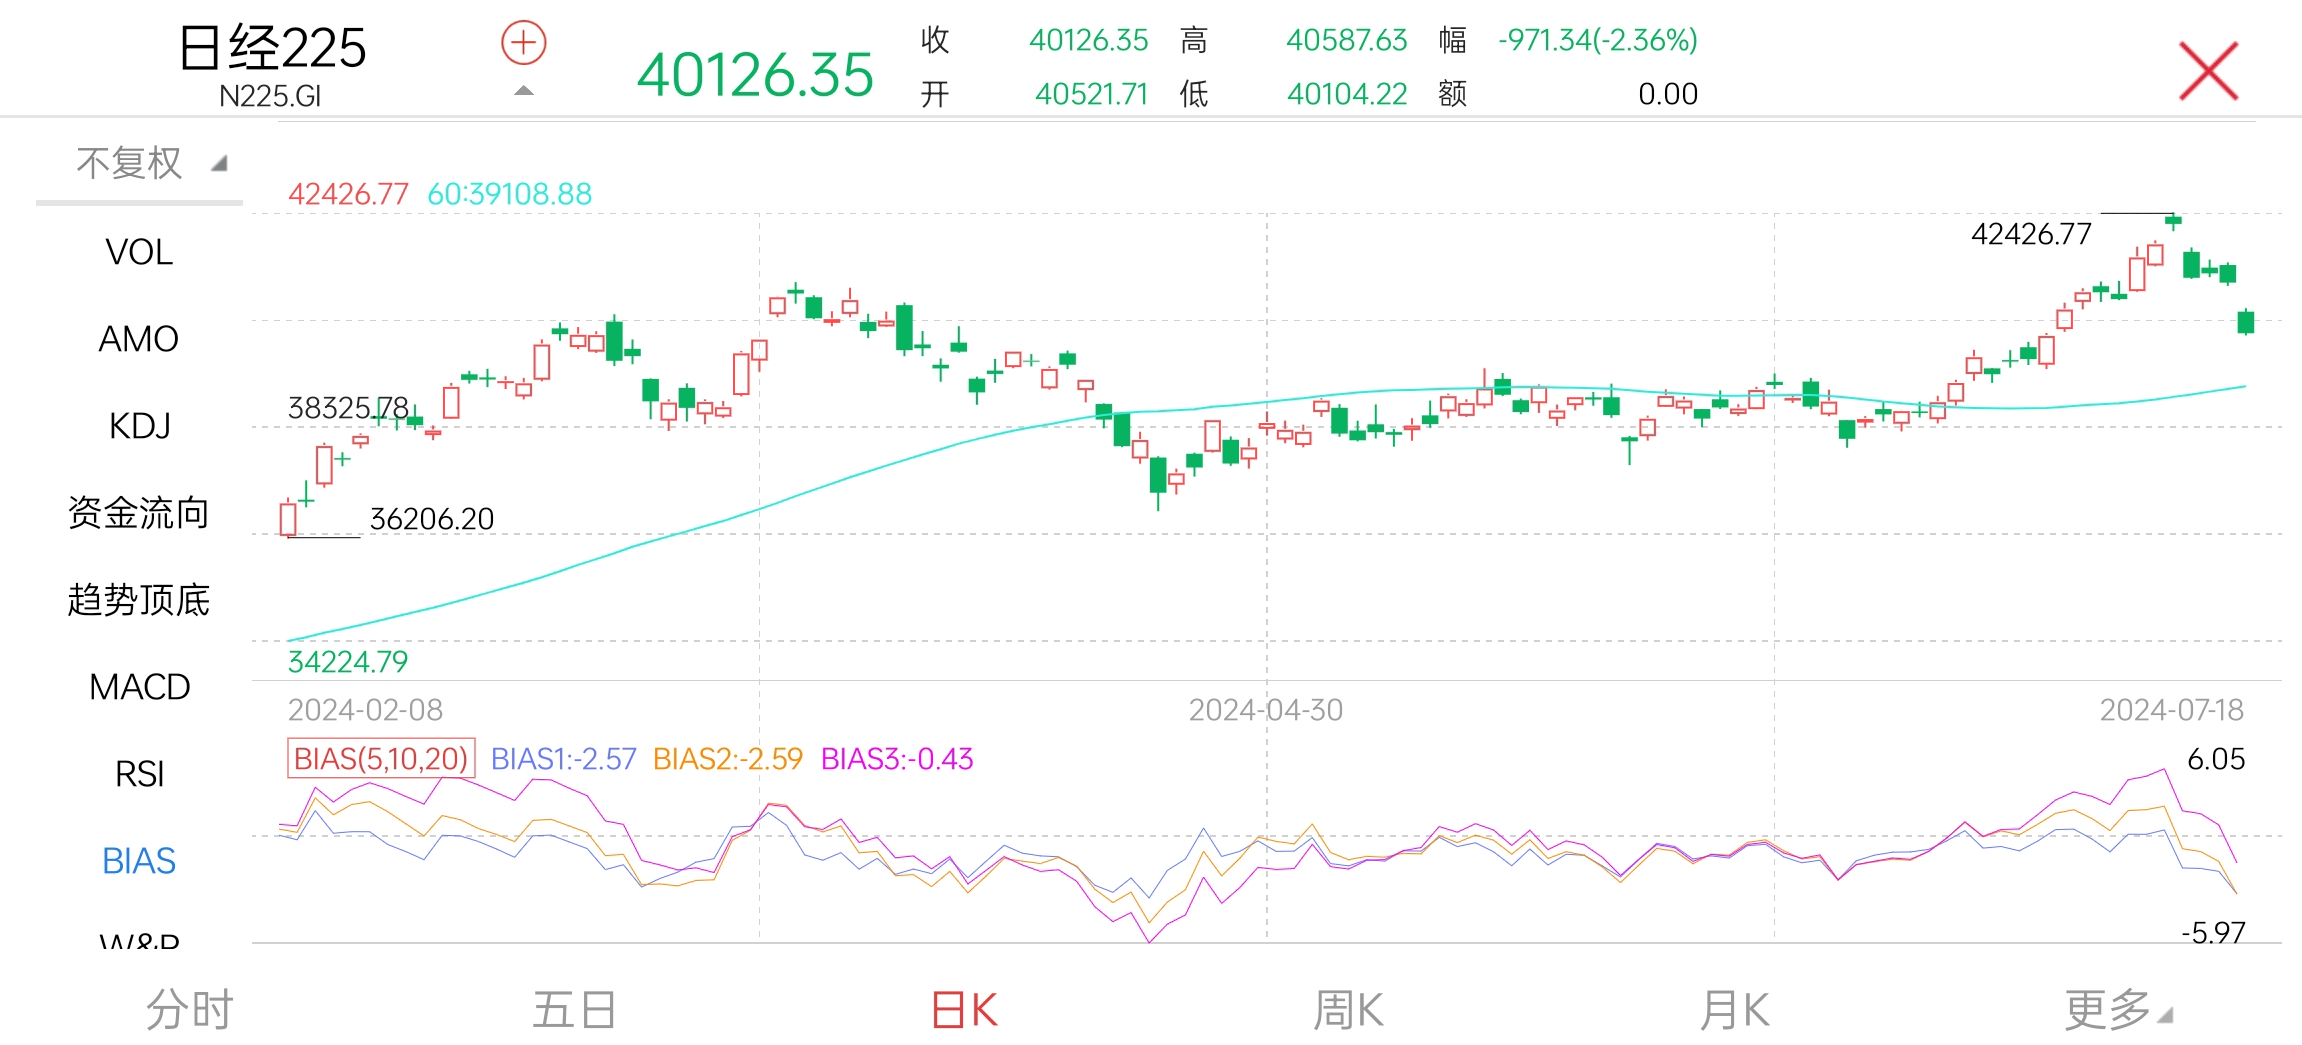 日经225
N225.GI
40126.35
收 40126.35 高 40587.63 幅 -971.34(-2.36%)
开 40521.71 低 40104.22 额 0.00
不复权
VOL
AMO
KDJ
资金流向
趋势顶底
MACD
RSI
BIAS
W&R
42426.77 60:39108.88
42426.77
38325.78
36206.20
34224.79
2024-02-08 2024-04-30 2024-07-18
BIAS(5,10,20) BIAS1:-2.57 BIAS2:-2.59 BIAS3:-0.43 6.05
-5.97
分时 五日 日K 周K 月K 更多